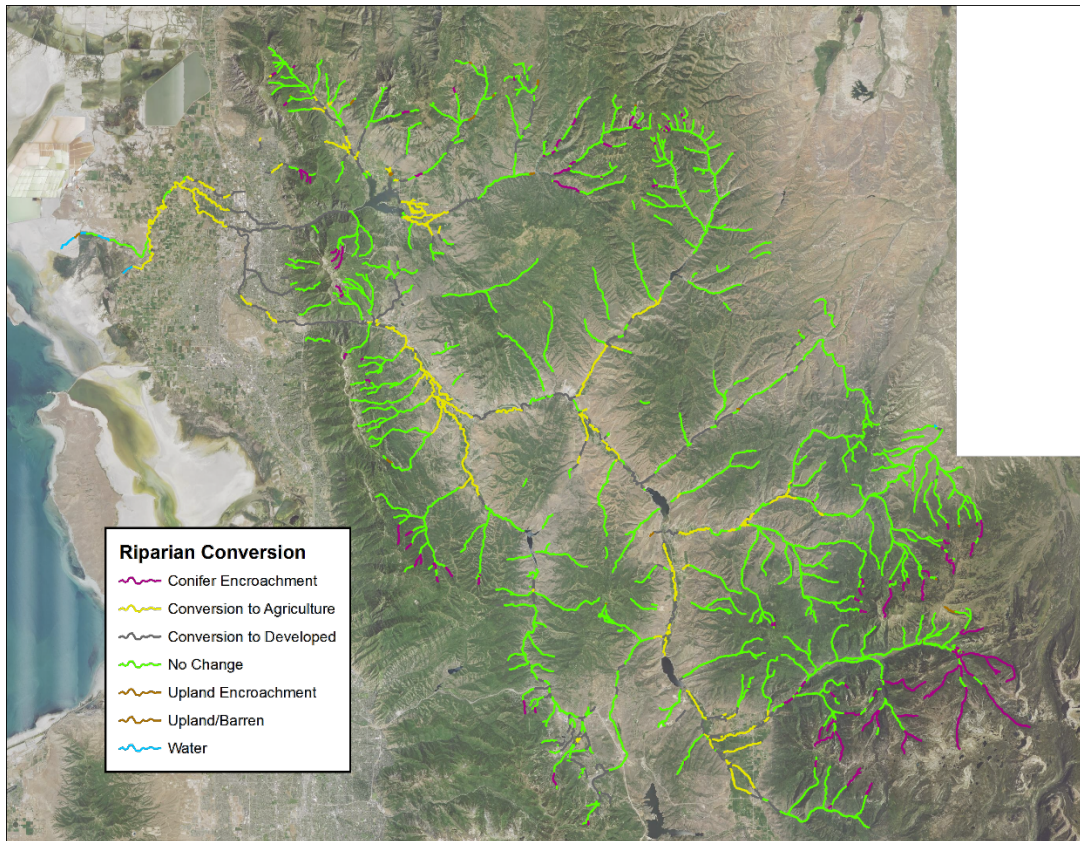 Riparian Conversion
Conifer Encroachment
Conversion to Agriculture
Conversion to Developed
No Change
Upland Encroachment
Upland/Barren
Water